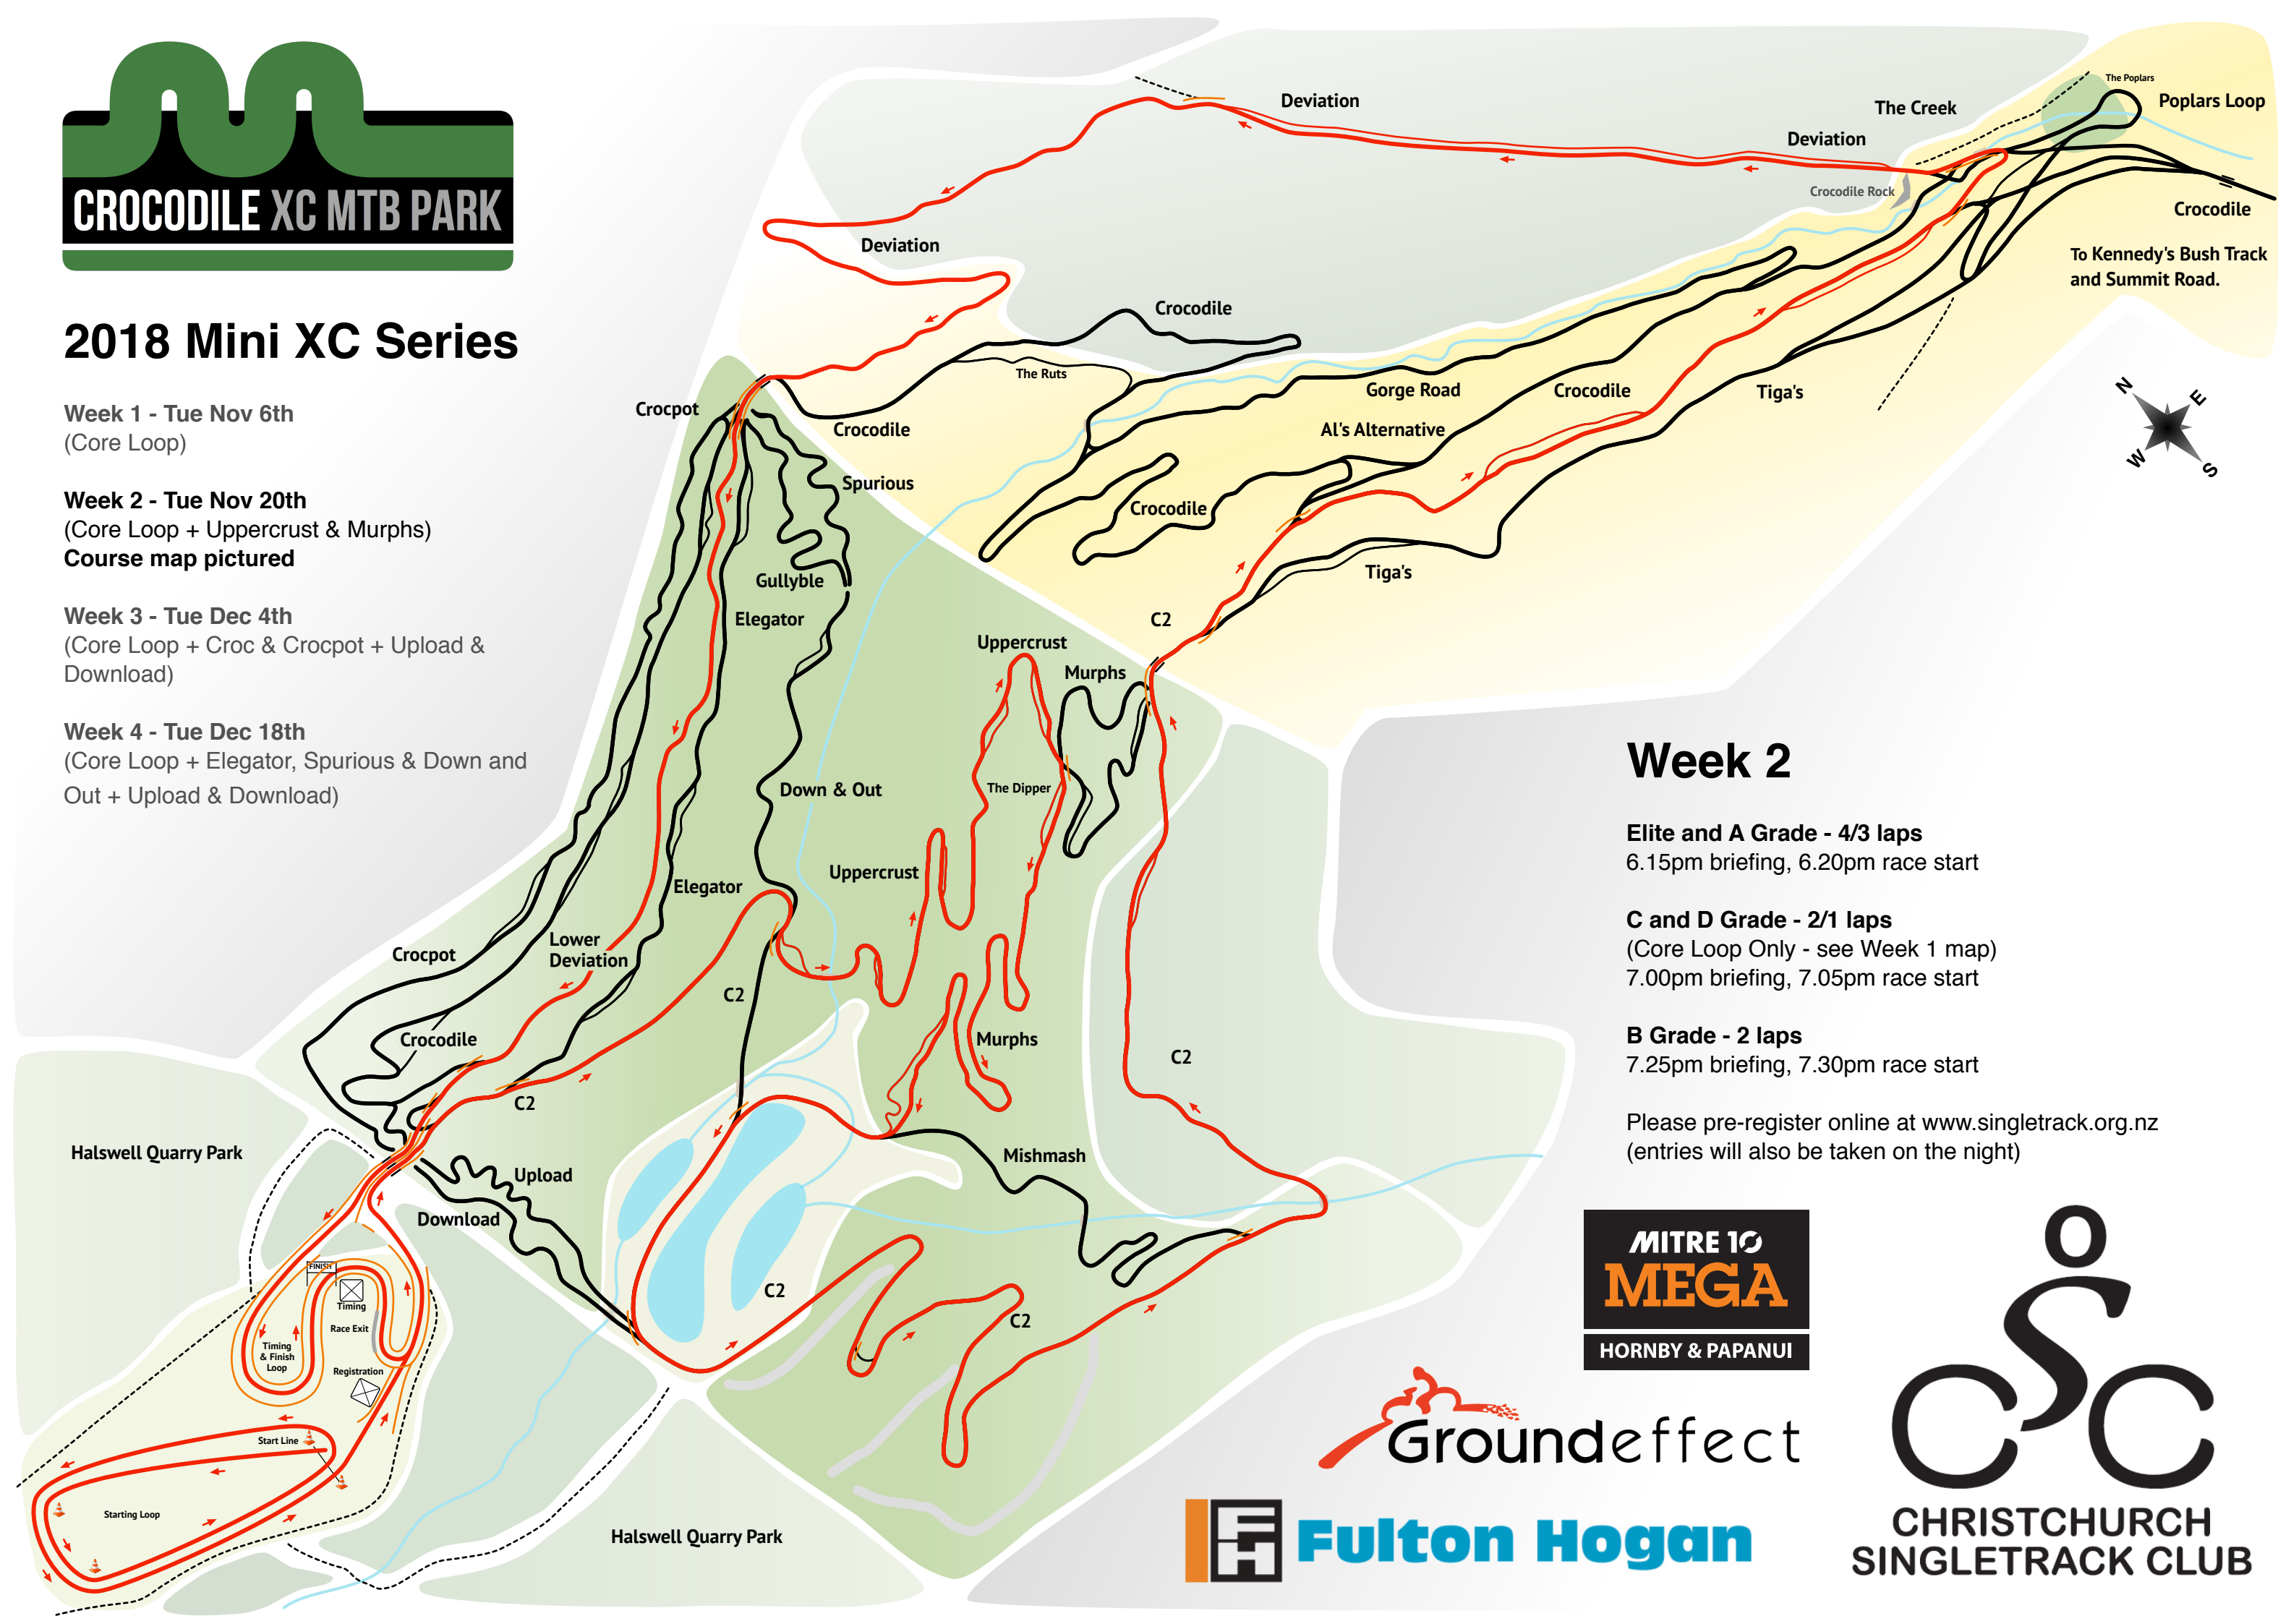 CROCODILE XC MTB PARK
2018 Mini XC Series
Week 1 - Tue Nov 6th
(Core Loop)
Week 2 - Tue Nov 20th
(Core Loop + Uppercrust & Murphs)
Course map pictured
Week 3 - Tue Dec 4th
(Core Loop + Croc & Crocpot + Upload &
Download)
Week 4 - Tue Dec 18th
(Core Loop + Elegator, Spurious & Down and
Out + Upload & Download)
Deviation
The Creek
Deviation
The Poplars
Poplars Loop
Crocodile Rock
Crocodile
To Kennedy's Bush Track
and Summit Road.
Deviation
Crocodile
The Ruts
Crocpot
Crocodile
Gorge Road
Al's Alternative
Crocodile
Tiga's
N
E
W
S
Spurious
Crocodile
Gullyble
Elegator
Tiga's
C2
Uppercrust
Murphs
Down & Out
The Dipper
Uppercrust
Elegator
Lower
Deviation
Crocpot
C2
Crocodile
Murphs
C2
C2
Halswell Quarry Park
Mishmash
Upload
Download
C2
C2
FINISH
Timing
Race Exit
Timing
& Finish
Loop
Registration
Start Line
Starting Loop
Halswell Quarry Park
Week 2
Elite and A Grade - 4/3 laps
6.15pm briefing, 6.20pm race start
C and D Grade - 2/1 laps
(Core Loop Only - see Week 1 map)
7.00pm briefing, 7.05pm race start
B Grade - 2 laps
7.25pm briefing, 7.30pm race start
Please pre-register online at www.singletrack.org.nz
(entries will also be taken on the night)
MITRE 10
MEGA
HORNBY & PAPANUI
Groundeffect
FH Fulton Hogan
CSC
CHRISTCHURCH
SINGLETRACK CLUB